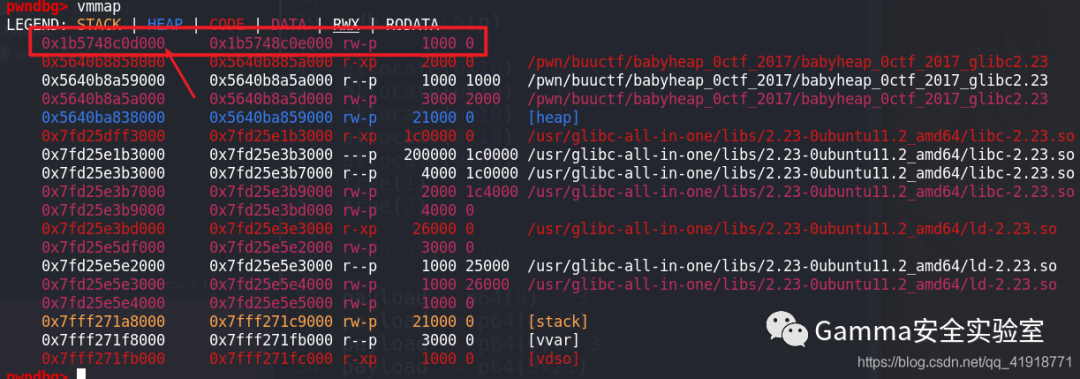 pwndbg> vmmap
LEGEND: STACK | HEAP | CODE | DATA | RWX | RODATA
0x1b5748c0d000 0x1b5748c0e000 rw-p 1000 0
0x5640b8858000 0x5640b885a000 r-xp 2000 0 /pwn/buuctf/babyheap_0ctf_2017/babyheap_0ctf_2017_glibc2.23
0x5640b8a59000 0x5640b8a5a000 r--p 1000 1000 /pwn/buuctf/babyheap_0ctf_2017/babyheap_0ctf_2017_glibc2.23
0x5640b8a5a000 0x5640b8a5d000 rw-p 3000 2000 /pwn/buuctf/babyheap_0ctf_2017/babyheap_0ctf_2017_glibc2.23
0x5640ba838000 0x5640ba859000 rw-p 21000 0 [heap]
0x7fd25dff3000 0x7fd25e1b3000 r-xp 1c0000 0 /usr/glibc-all-in-one/libs/2.23-0ubuntu11.2_amd64/libc-2.23.so
0x7fd25e1b3000 0x7fd25e3b3000 ---p 200000 1c0000 /usr/glibc-all-in-one/libs/2.23-0ubuntu11.2_amd64/libc-2.23.so
0x7fd25e3b3000 0x7fd25e3b7000 r--p 4000 1c0000 /usr/glibc-all-in-one/libs/2.23-0ubuntu11.2_amd64/libc-2.23.so
0x7fd25e3b7000 0x7fd25e3b9000 rw-p 2000 1c4000 /usr/glibc-all-in-one/libs/2.23-0ubuntu11.2_amd64/libc-2.23.so
0x7fd25e3b9000 0x7fd25e3bd000 rw-p 4000 0
0x7fd25e3bd000 0x7fd25e3e3000 r-xp 26000 0 /usr/glibc-all-in-one/libs/2.23-0ubuntu11.2_amd64/ld-2.23.so
0x7fd25e5df000 0x7fd25e5e2000 rw-p 3000 0
0x7fd25e5e2000 0x7fd25e5e3000 r--p 1000 25000 /usr/glibc-all-in-one/libs/2.23-0ubuntu11.2_amd64/ld-2.23.so
0x7fd25e5e3000 0x7fd25e5e4000 rw-p 1000 26000 /usr/glibc-all-in-one/libs/2.23-0ubuntu11.2_amd64/ld-2.23.so
0x7fd25e5e4000 0x7fd25e5e5000 rw-p 1000 0
0x7fff271a8000 0x7fff271c9000 rw-p 21000 0 [stack]
0x7fff271f8000 0x7fff271fb000 r--p 3000 0 [vvar]
0x7fff271fb000 0x7fff271fc000 r-xp 1000 0 [vdso]
pwndbg>
Gamma安全实验室
https://blog.csdn.net/qq_41918771